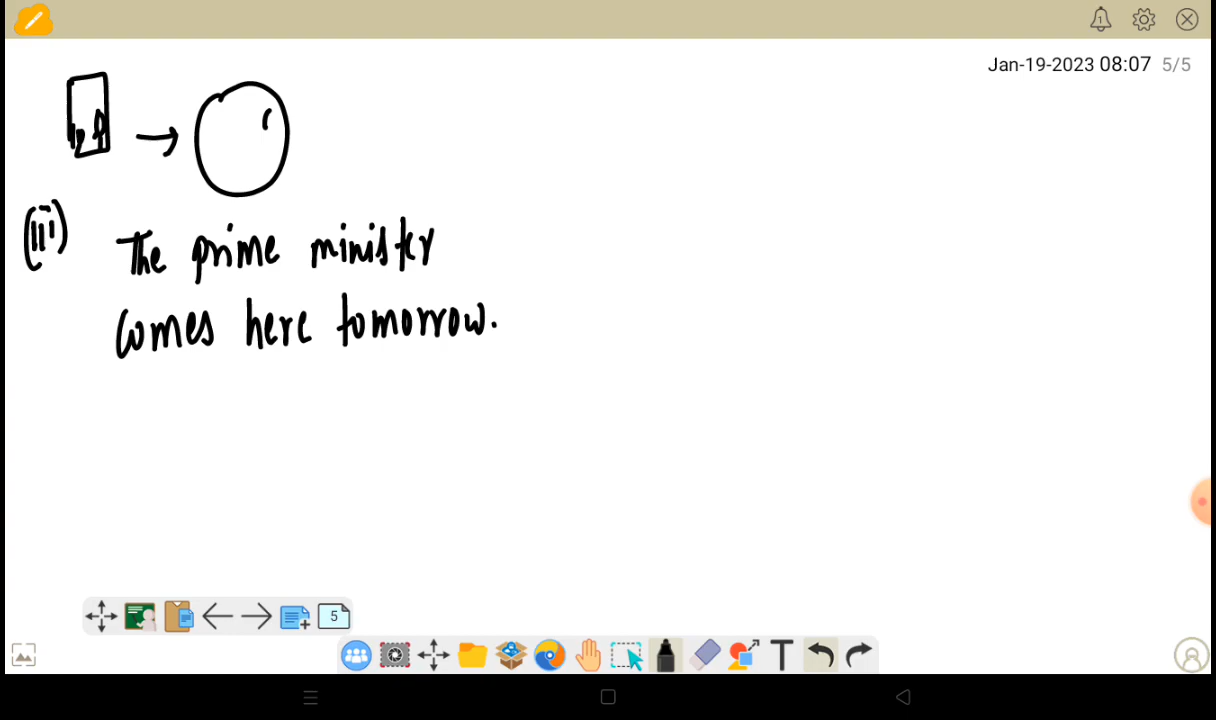 Jan-19-2023 08:07 5/5
(iii) The prime minister
comes here tomorrow.
5